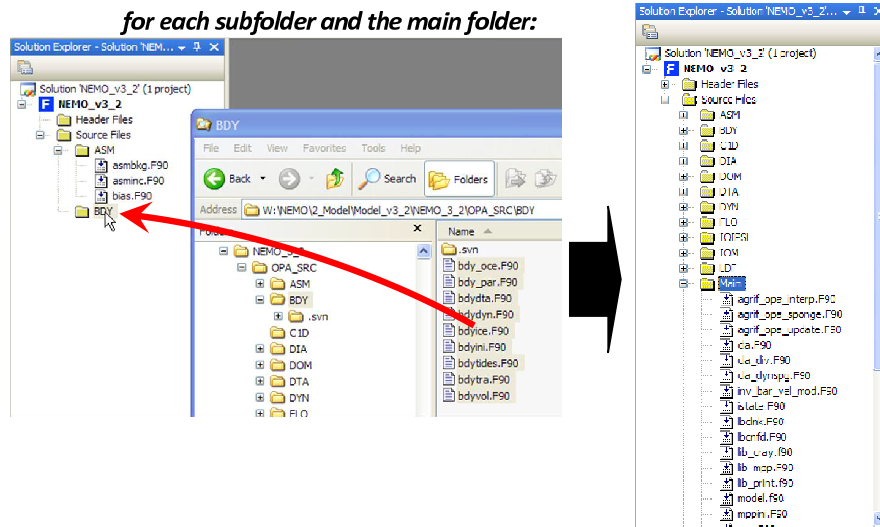 for each subfolder and the main folder:
Solution Explorer - Solution 'NEM...
Solution 'NEMO_v3_2' (1 project)
NEMO_v3_2
Header Files
Source Files
ASM
asmbkg.F90
asminc.F90
bias.F90
BDY
BDY
File Edit View Favorites Tools Help
Back Search Folders
Address W:\NEMO\2_Model\Model_v3_2\NEMO_3_2\OPA_SRC\BDY
Name
OPA_SRC
ASM
BDY
.svn
C1D
DIA
DOM
DTA
DYN
FLO
.svn
bdy_oce.F90
bdy_par.F90
bdydta.F90
bdydyn.F90
bdyice.F90
bdyini.F90
bdytides.F90
bdytra.F90
bdyvol.F90
Solution Explorer - Solution 'NEMO_v3_2'...
Solution 'NEMO_v3_2' (1 project)
NEMO v3 2
Header Files
Source Files
ASM
BDY
C1D
DIA
DOM
DTA
DYN
FLO
IOM
LDF
Main
agrif_opa_interp.F90
agrif_opa_sponge.F90
agrif_opa_update.F90
cla.F90
cla_div.F90
cla_dynspg.F90
inv_bar_vel_mod.F90
istate.F90
lbclnk.F90
lbcnfd.F90
lib_cray.f90
lib_mpp.F90
lib_print.f90
model.f90
mppini.F90